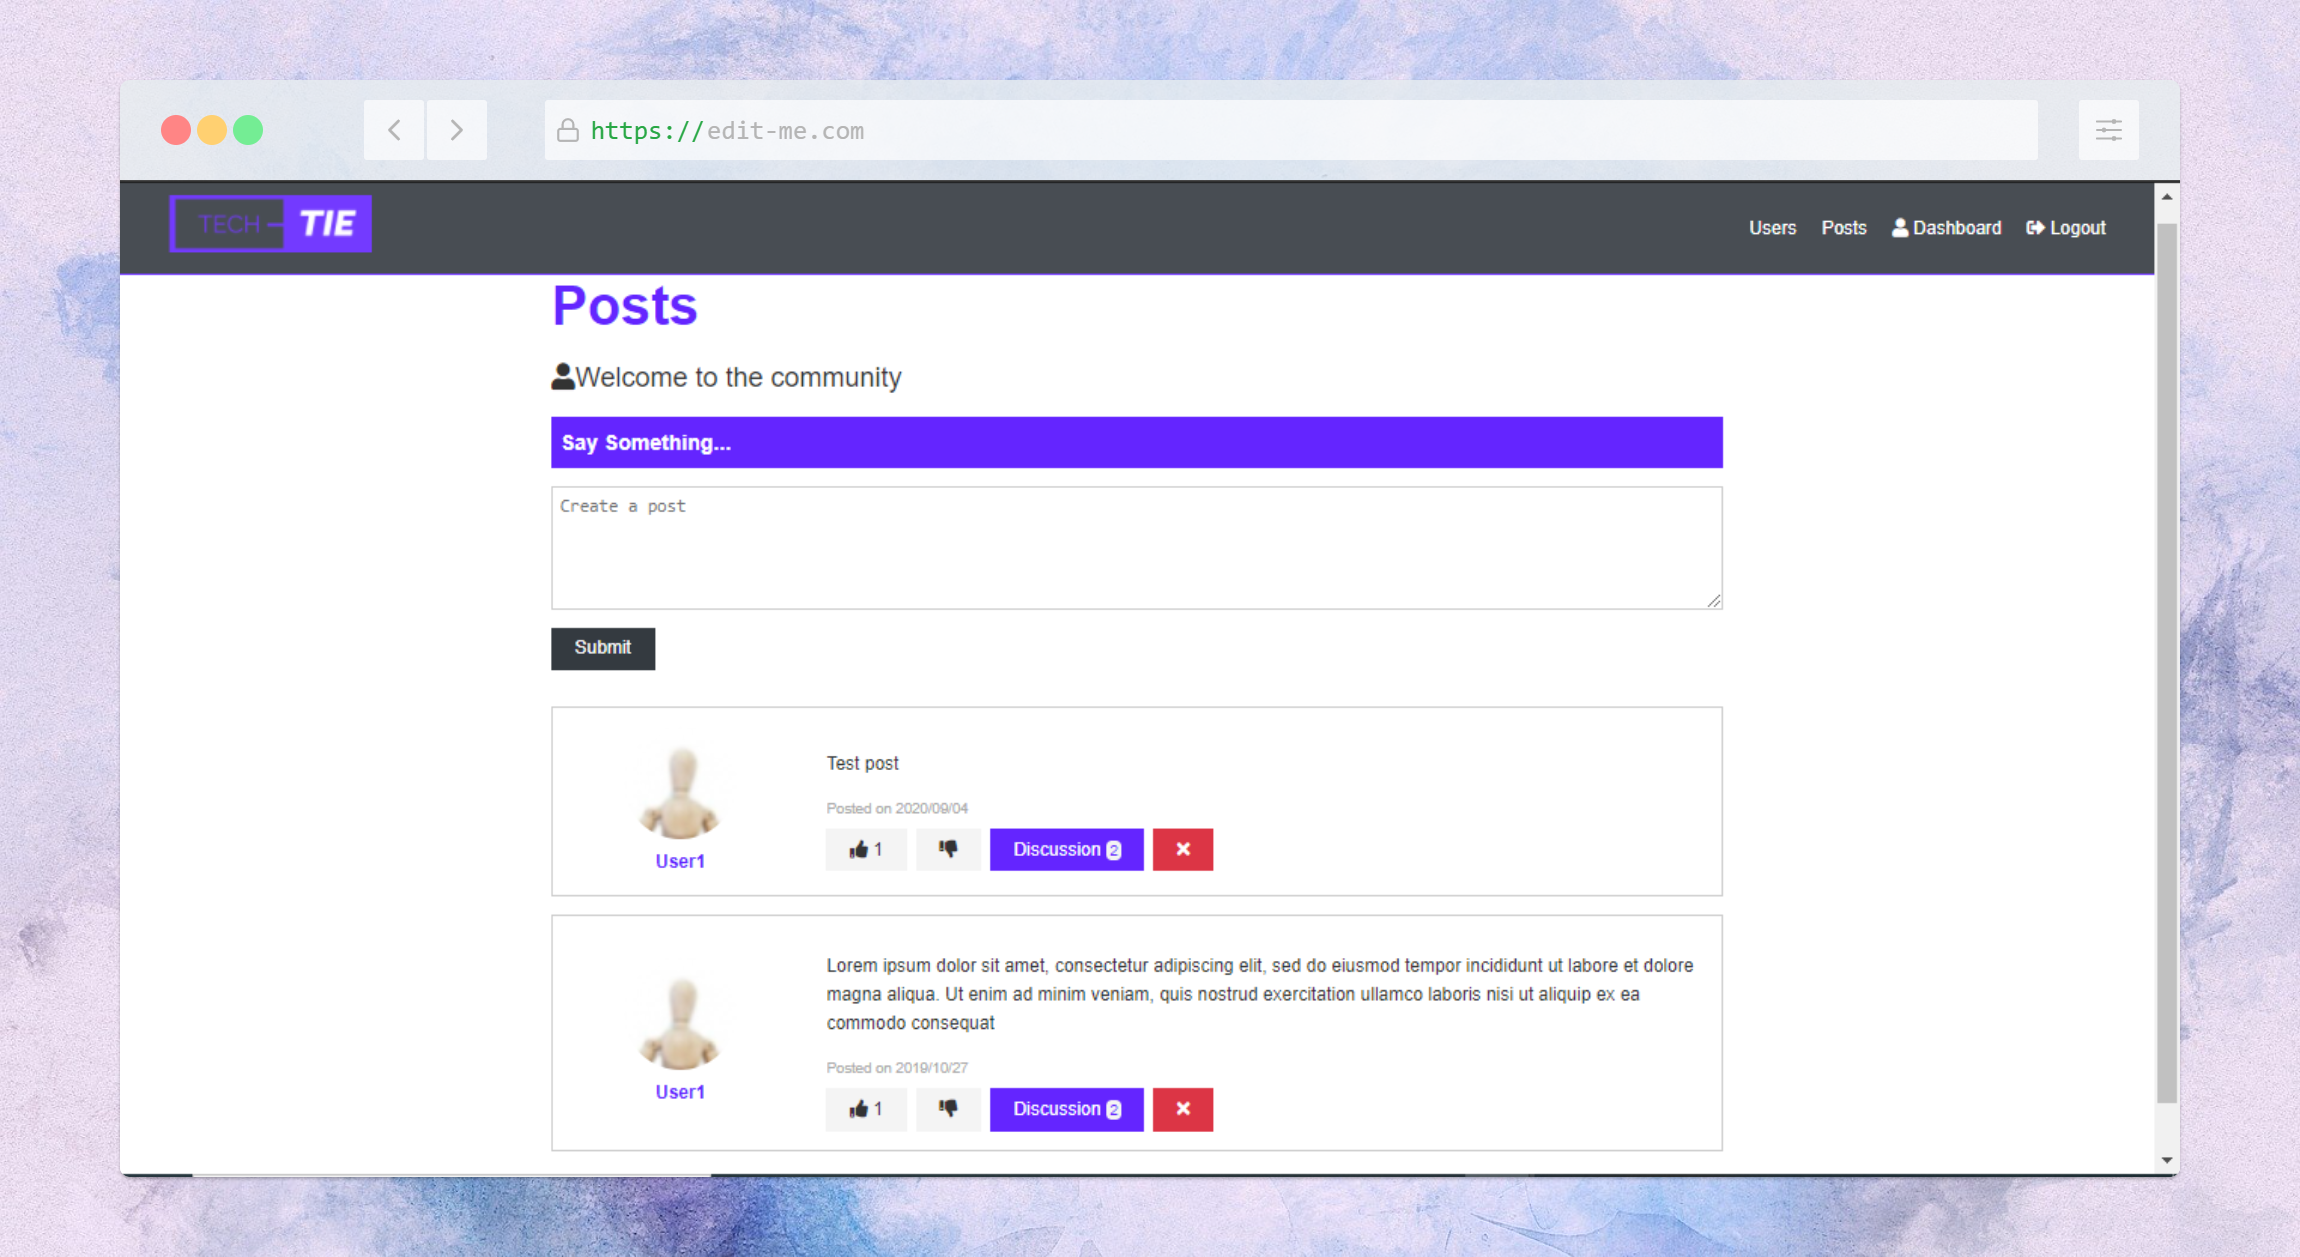 https://edit-me.com
TECH - TIE
Users Posts Dashboard Logout
Posts
Welcome to the community
Say Something...
Create a post
Submit
Test post
Posted on 2020/09/04
User1
1 Discussion 2
Lorem ipsum dolor sit amet, consectetur adipiscing elit, sed do eiusmod tempor incididunt ut labore et dolore
magna aliqua. Ut enim ad minim veniam, quis nostrud exercitation ullamco laboris nisi ut aliquip ex ea
commodo consequat
Posted on 2019/10/27
User1
1 Discussion 2